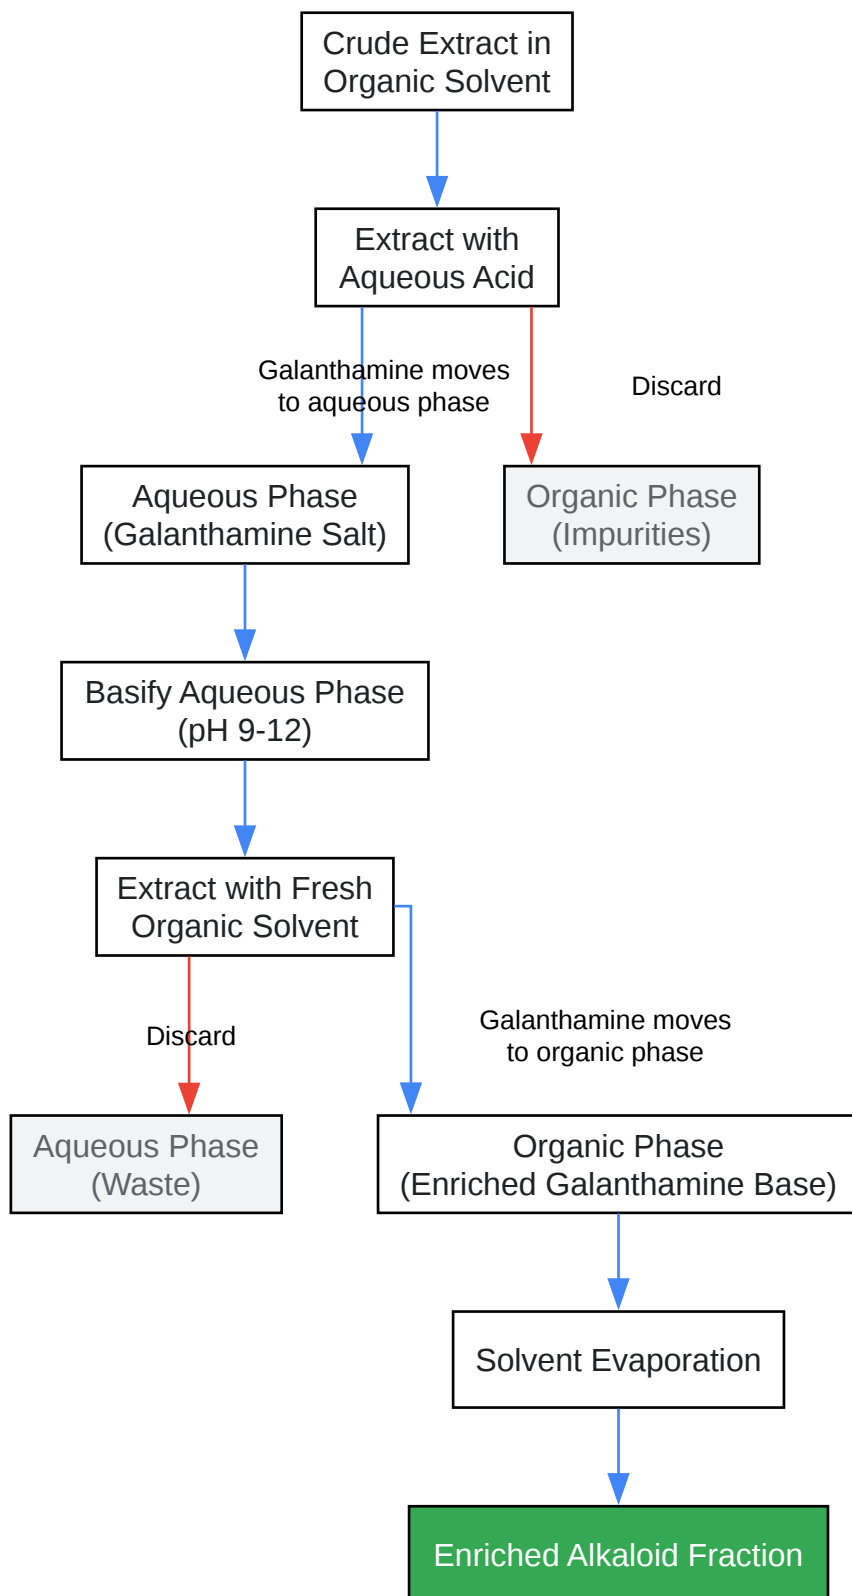 Crude Extract in
Organic Solvent
Extract with
Aqueous Acid
Galanthamine moves
to aqueous phase
Discard
Aqueous Phase
(Galanthamine Salt)
Organic Phase
(Impurities)
Basify Aqueous Phase
(pH 9-12)
Extract with Fresh
Organic Solvent
Discard
Galanthamine moves
to organic phase
Aqueous Phase
(Waste)
Organic Phase
(Enriched Galanthamine Base)
Solvent Evaporation
Enriched Alkaloid Fraction